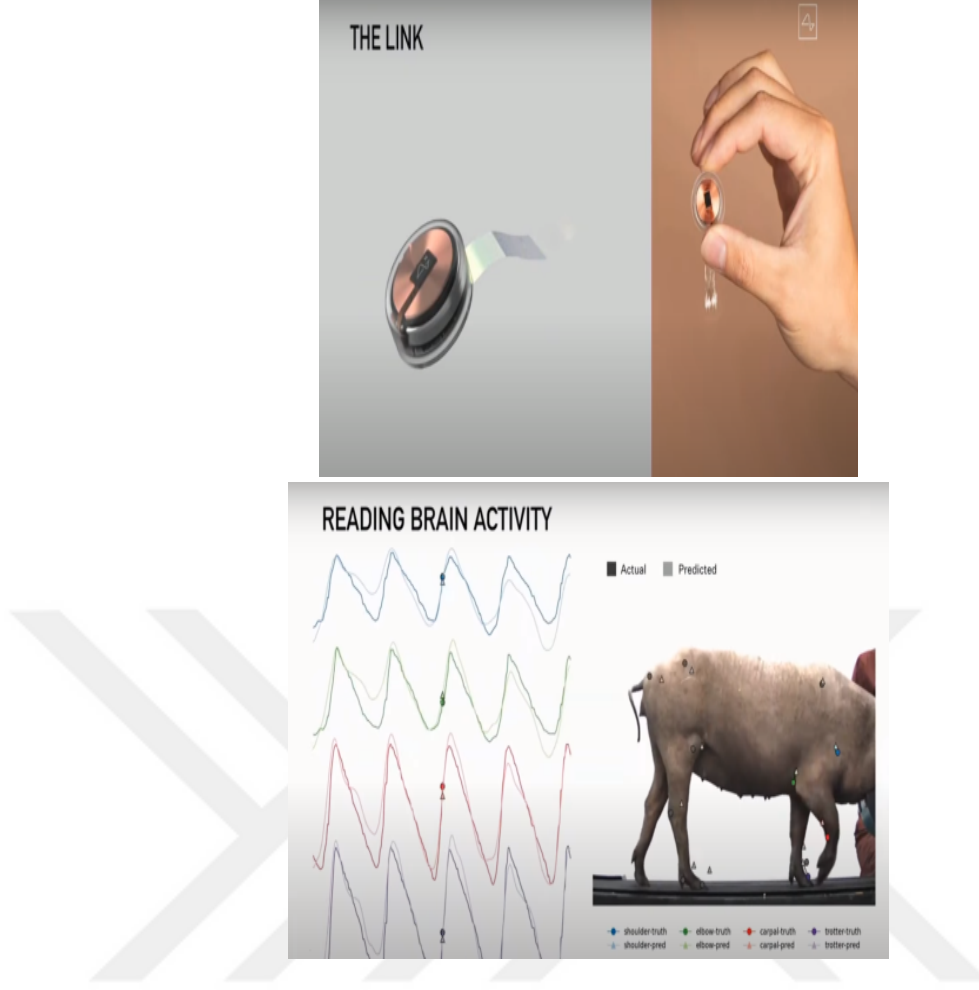 THE LINK
READING BRAIN ACTIVITY
Actual Predicted
shoulder-truth elbow-truth carpal-truth trotter-truth
shoulder-pred elbow-pred carpal-pred trotter-pred